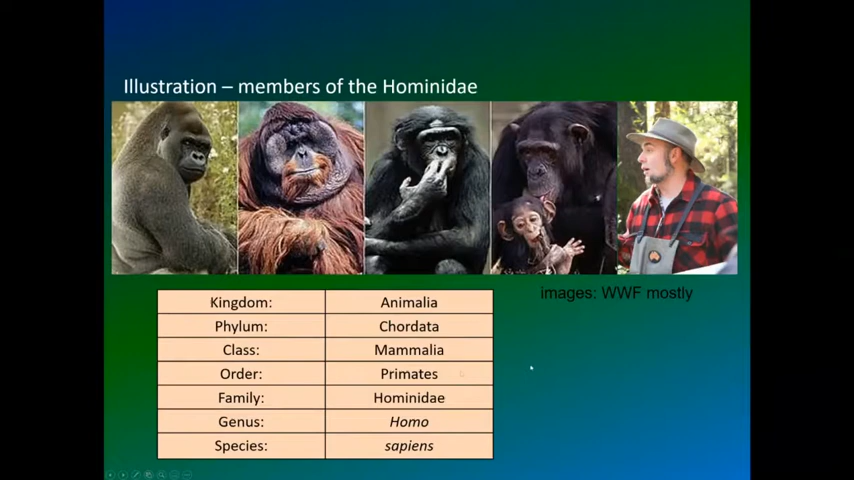 Illustration – members of the Hominidae
images: WWF mostly
Kingdom: Animalia
Phylum: Chordata
Class: Mammalia
Order: Primates
Family: Hominidae
Genus: Homo
Species: sapiens